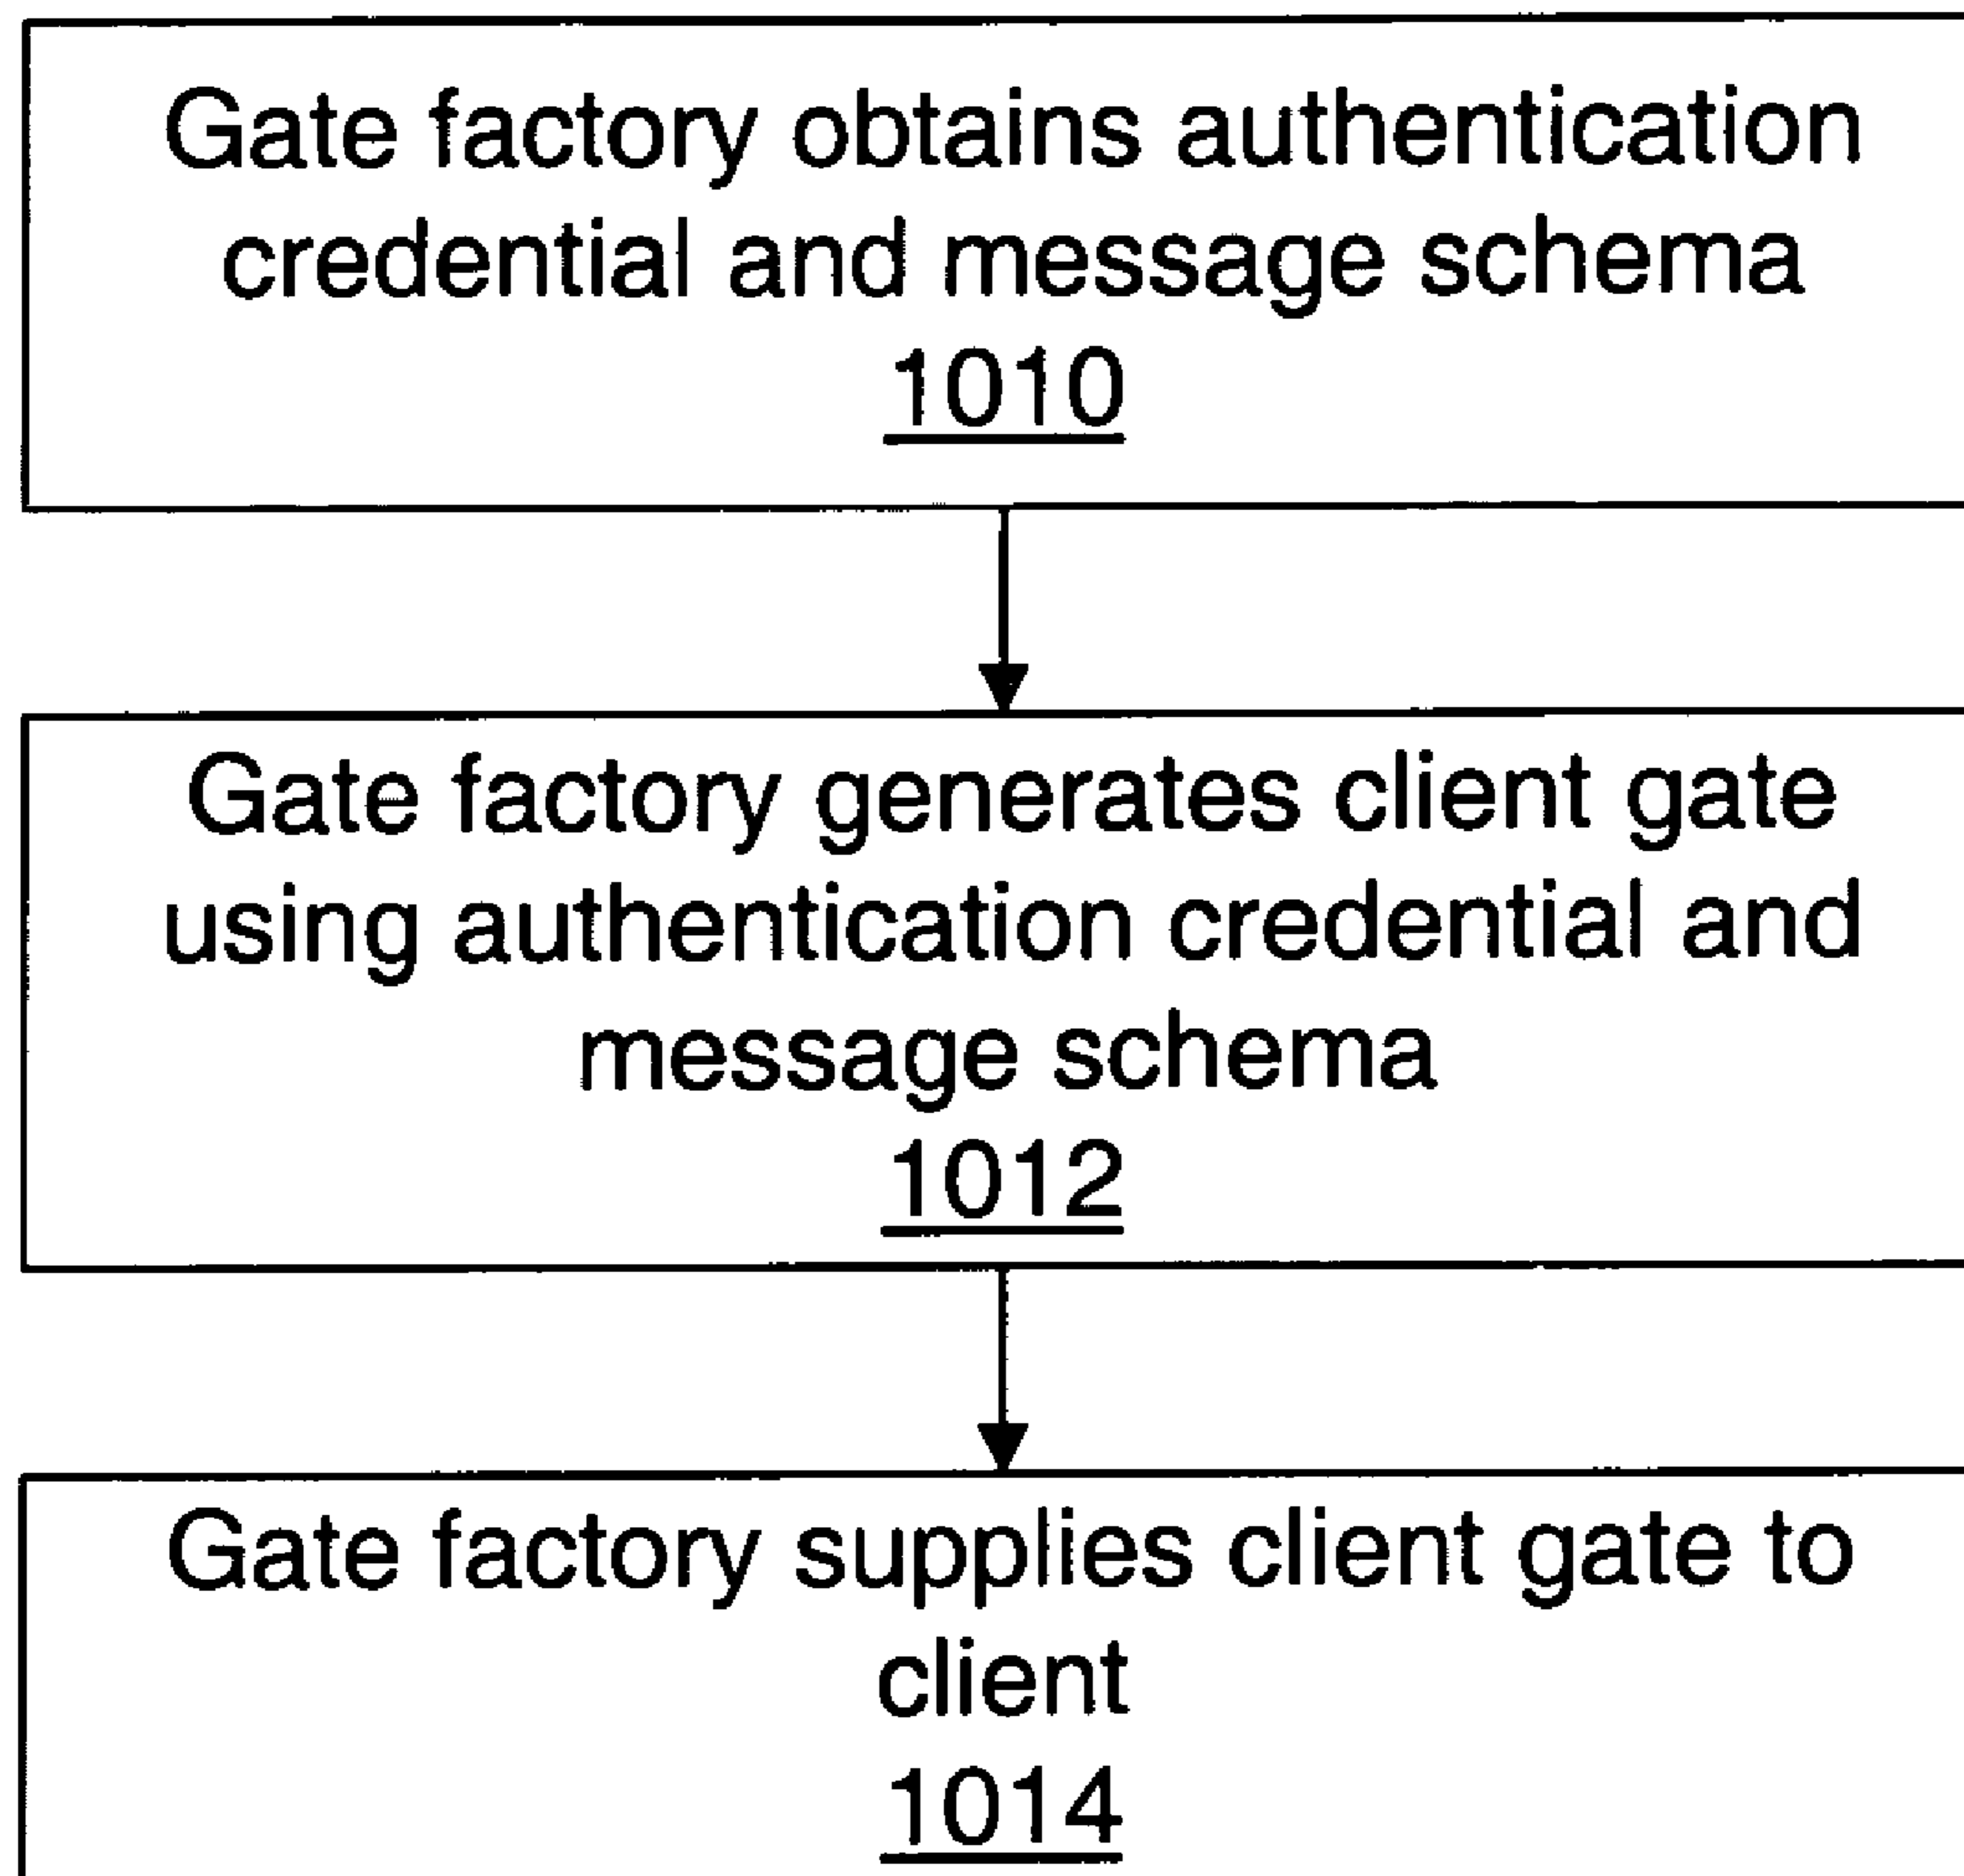 Gate factory obtains authentication
credential and message schema
1010
Gate factory generates client gate
using authentication credential and
message schema
1012
Gate factory supplies client gate to
client
1014